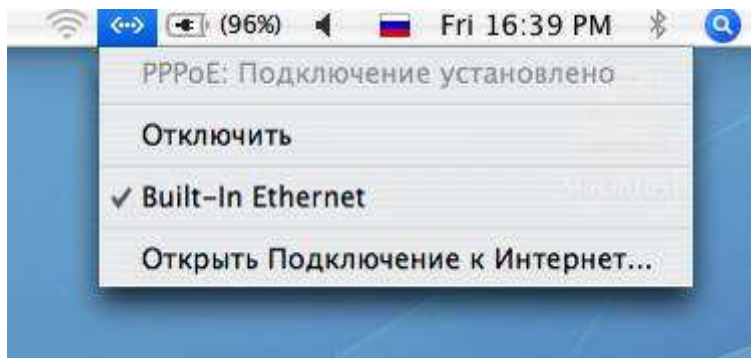 (96%) Fri 16:39 PM
PPPoE: Подключение установлено
Отключить
✓ Built-In Ethernet
Открыть Подключение к Интернет...